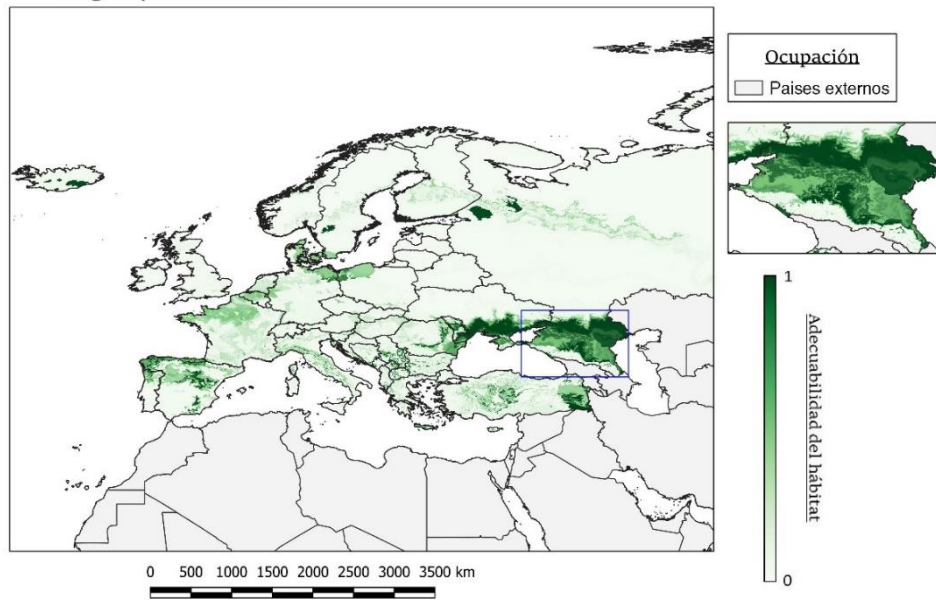 Ocupación
Paises externos
1
Adecuabilidad del hábitat
0
0 500 1000 1500 2000 2500 3000 3500 km